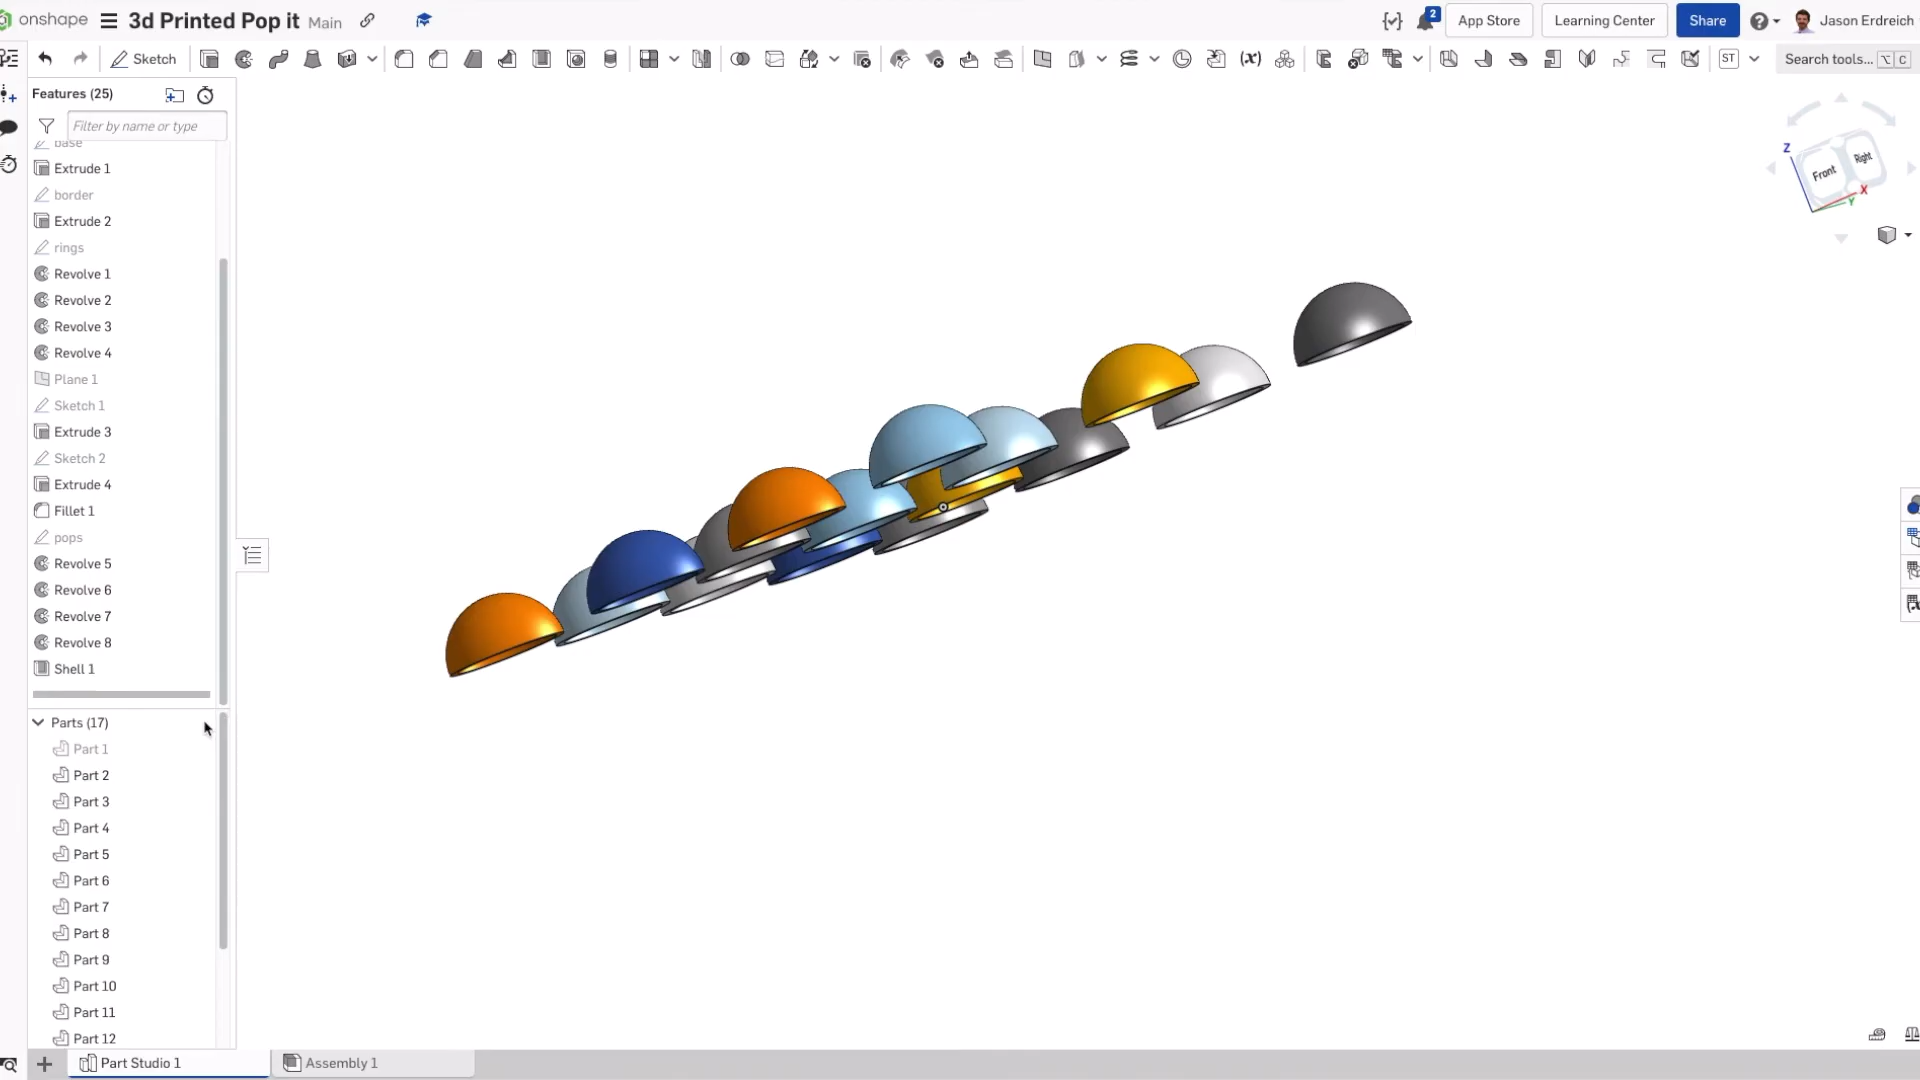 onshape
3d Printed Pop it Main
2
App Store
Learning Center
Share
Jason Erdreich
Sketch
(x)
ST
Search tools... ⌥ C
Features (25)
Filter by name or type
base
Extrude 1
border
Extrude 2
rings
Revolve 1
Revolve 2
Revolve 3
Revolve 4
Plane 1
Sketch 1
Extrude 3
Sketch 2
Extrude 4
Fillet 1
pops
Revolve 5
Revolve 6
Revolve 7
Revolve 8
Shell 1
Parts (17)
Part 1
Part 2
Part 3
Part 4
Part 5
Part 6
Part 7
Part 8
Part 9
Part 10
Part 11
Part 12
Z
Front
Right
X
Y
Part Studio 1
Assembly 1